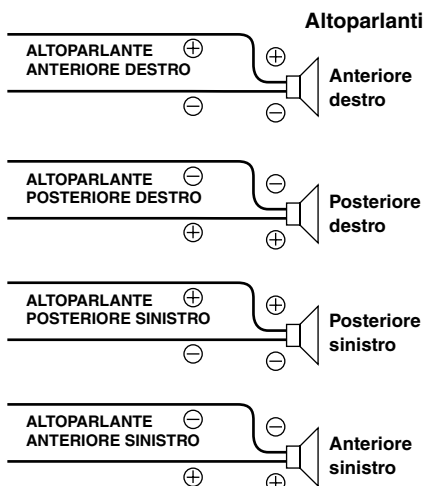 Altoparlanti
ALTOPARLANTE ⊕ ⊕
ANTERIORE DESTRO
Anteriore
destro
⊖ ⊖
ALTOPARLANTE ⊖ ⊖
POSTERIORE DESTRO
Posteriore
destro
⊕ ⊕
ALTOPARLANTE ⊕ ⊕
POSTERIORE SINISTRO
Posteriore
sinistro
⊖ ⊖
ALTOPARLANTE ⊖ ⊖
ANTERIORE SINISTRO
Anteriore
sinistro
⊕ ⊕